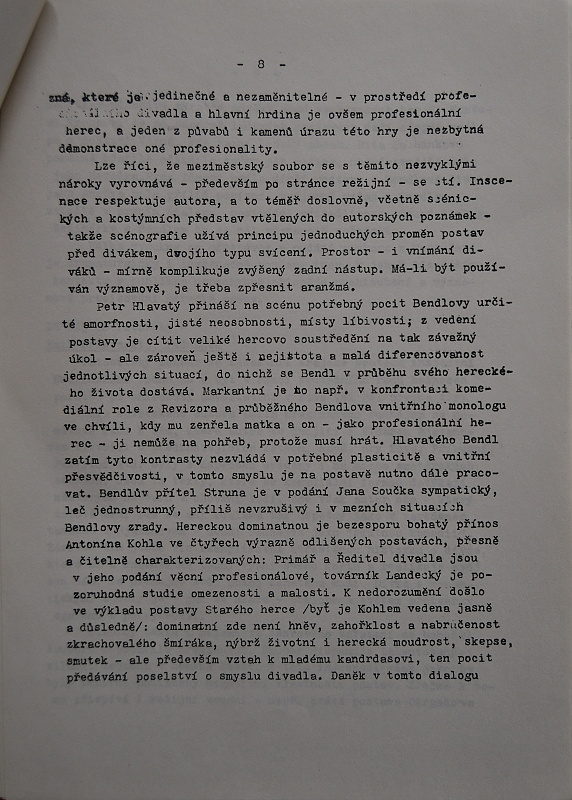 - 8 -
zná, které je jedinečné a nezaměnitelné - v prostředí profe-
divadla a hlavní hrdina je ovšem profesionální
herec, a jeden z půvabů i kamenů úrazu této hry je nezbytná
démonstrace oné profesionality.
Lze říci, že meziměstský soubor se s těmito nezvyklými
nároky vyrovnává - především po stránce režijní - se ctí. Insce-
nace respektuje autora, a to téměř doslovně, včetně scénic-
kých a kostýmních představ vtělených do autorských poznámek -
takže scénografie užívá principu jednoduchých proměn postav
před divákem, dvojího typu svícení. Prostor - i vnímání di-
váků - mírně komplikuje zvýšený zadní nástup. Má-li být použí-
ván významově, je třeba zpřesnit aranžmá.
Petr Hlavatý přináší na scénu potřebný pocit Bendlovy urči-
té amorfnosti, jisté neosobnosti, místy líbivosti; z vedení
postavy je cítit veliké hercovo soustředění na tak závažný
úkol - ale zároveň ještě i nejistota a malá diferencovanost
jednotlivých situací, do nichž se Bendl v průběhu svého herecké-
ho života dostává. Markantní je to např. v konfrontaci kome-
diální role z Revizora a průběžného Bendlova vnitřního monologu
ve chvíli, kdy mu zenřela matka a on - jako profesionální he-
rec - jí nemůže na pohřeb, protože musí hrát. Hlavatého Bendl
zatím tyto kontrasty nezvládá v potřebné plasticitě a vnitřní
přesvědčivosti, v tomto smyslu je na postavě nutno dále praco-
vat. Bendlův přítel Struna je v podání Jana Součka sympatický,
leč jednostrunný, příliš nevzrušivý i v mezních situacích
Bendlovy zrady. Hereckou dominatnou je bezesporu bohatý přínos
Antonína Kohla ve čtyřech výrazně odlišených postavách, přesně
a čitelně charakterizovaných: Primář a Ředitel divadla jsou
v jeho podání věcní profesionálové, továrník Landecký je po-
zoruhodná studie omezenosti a malosti. K nedorozumění došlo
ve výkladu postavy Starého herce /byť je Kohlem vedena jasně
a důsledně/: dominatní zde není hněv, zahořklost a nabručenost
zkrachovalého šmíráka, nýbrž životní i herecká moudrost, skepse,
smutek - ale především vztah k mladému kandrdasovi, ten pocit
předávání poselství o smyslu divadla. Daněk v tomto dialogu